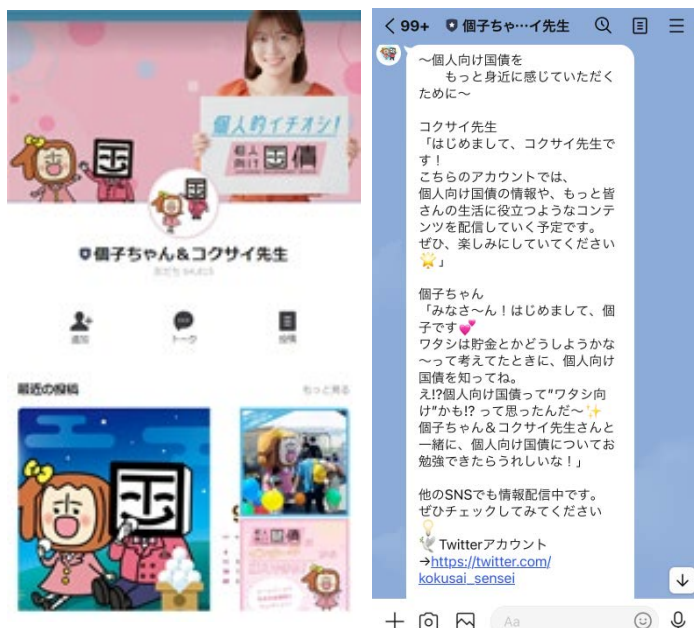 個人的イチオシ!
個人
向け
国債
個子ちゃん&コクサイ先生
友だち
追加
トーク
投稿
最近の投稿
もっと見る
99+
個子ちゃ…イ先生
〜個人向け国債を
もっと身近に感じていただく
ために〜
コクサイ先生
「はじめまして、コクサイ先生で
す!
こちらのアカウントでは、
個人向け国債の情報や、もっと皆
さんの生活に役立つようなコンテ
ンツを配信していく予定です。
ぜひ、楽しみにしていてください
🌟」
個子ちゃん
「みなさ〜ん!はじめまして、個
子です💕
ワタシは貯金とかどうしようかな
〜って考えてたときに、個人向け
国債を知ってね。
え!?個人向け国債って"ワタシ向
け"かも!? って思ったんだ〜✨
個子ちゃん&コクサイ先生さんと
一緒に、個人向け国債についてお
勉強できたらうれしいな!」
他のSNSでも情報配信中です。
ぜひチェックしてみてください
💡
🕊 Twitterアカウント
→https://twitter.com/
kokusai_sensei
Aa